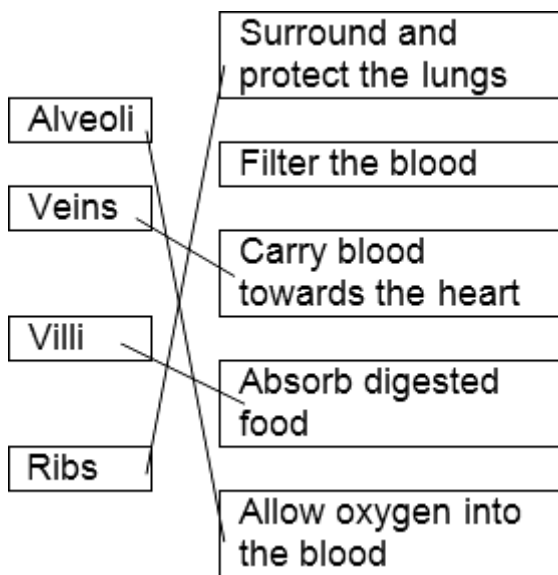 Alveoli
Veins
Villi
Ribs
Surround and
protect the lungs
Filter the blood
Carry blood
towards the heart
Absorb digested
food
Allow oxygen into
the blood